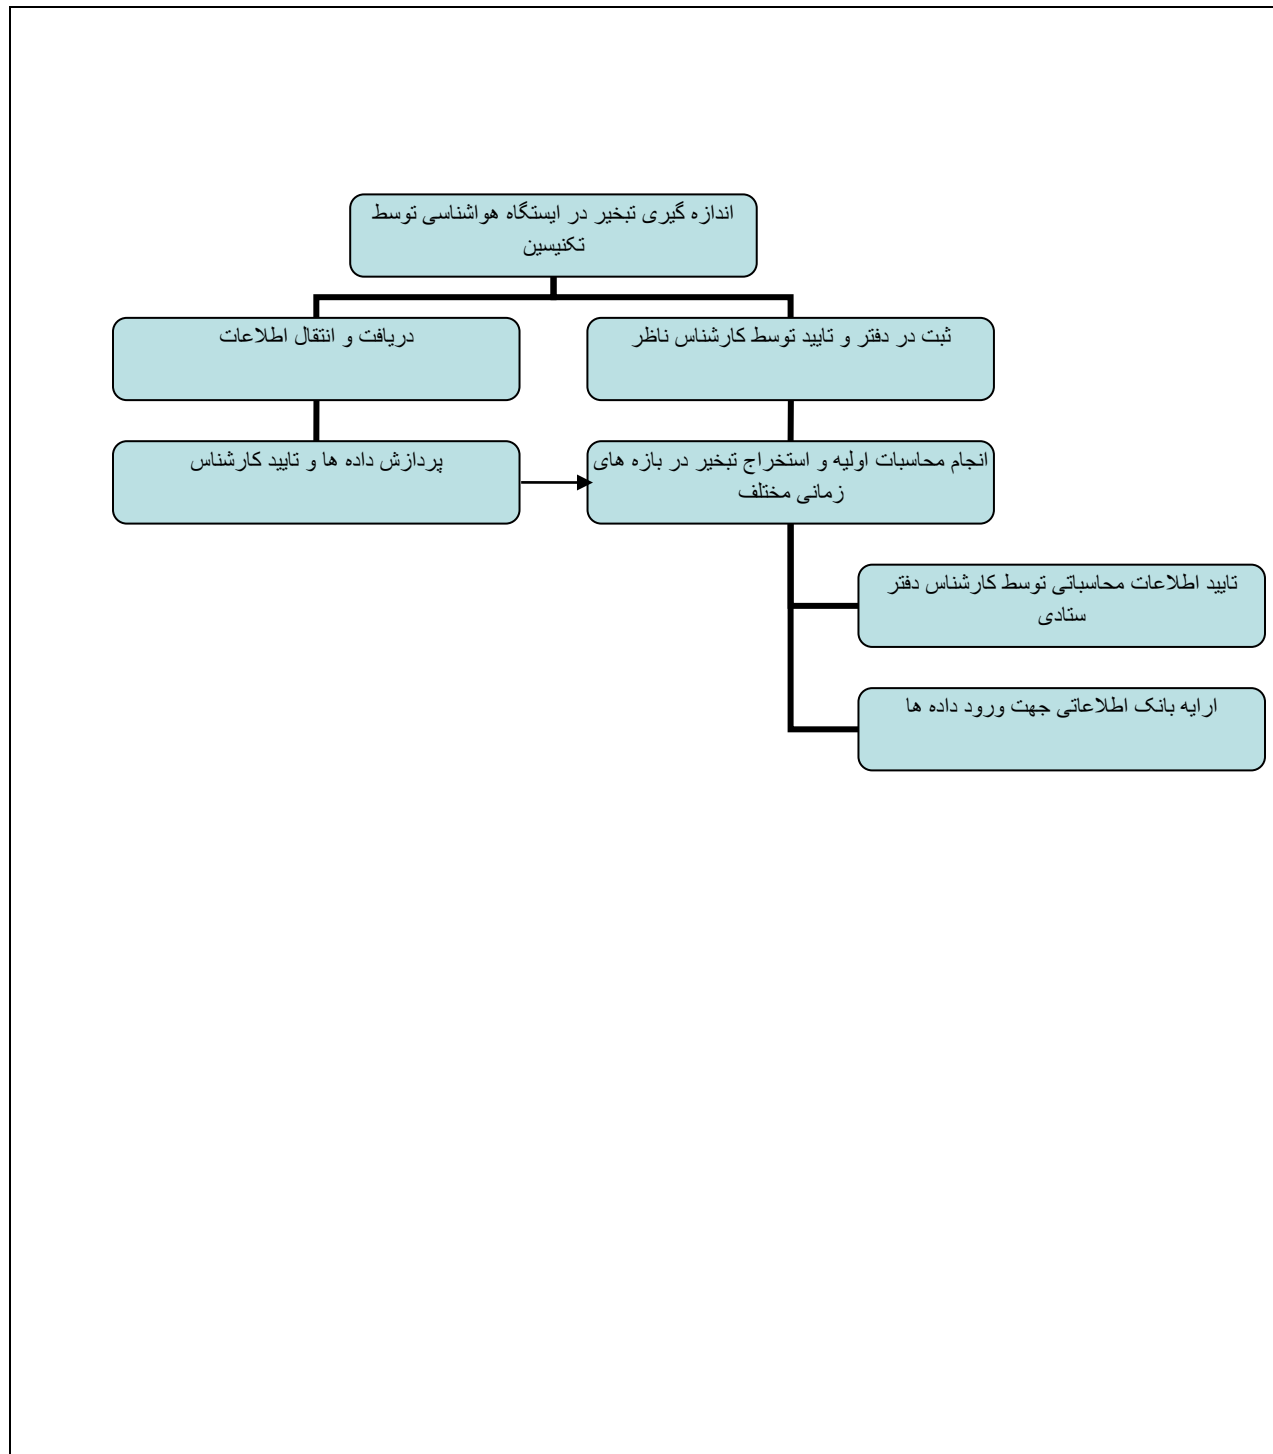 اندازه گیری تبخیر در ایستگاه هواشناسی توسط
تکنیسین
ثبت در دفتر و تایید توسط کارشناس ناظر
دریافت و انتقال اطلاعات
انجام محاسبات اولیه و استخراج تبخیر در بازه های
زمانی مختلف
پردازش داده ها و تایید کارشناس
تایید اطلاعات محاسباتی توسط کارشناس دفتر
ستادی
ارایه بانک اطلاعاتی جهت ورود داده ها